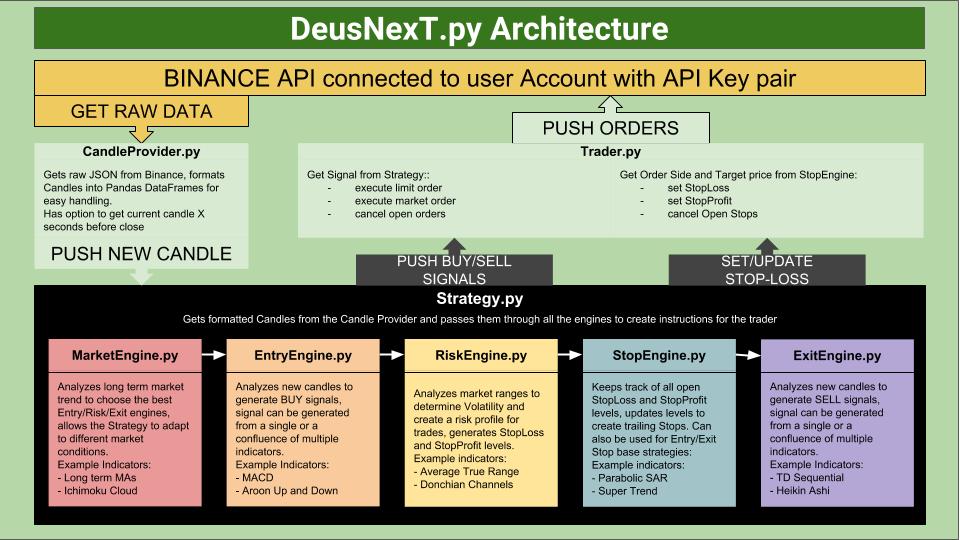 DeusNexT.py Architecture
BINANCE API connected to user Account with API Key pair
GET RAW DATA
PUSH ORDERS
CandleProvider.py
Gets raw JSON from Binance, formats
Candles into Pandas DataFrames for
easy handling.
Has option to get current candle X
seconds before close
PUSH NEW CANDLE
Trader.py
Get Signal from Strategy::
- execute limit order
- execute market order
- cancel open orders
Get Order Side and Target price from StopEngine:
- set StopLoss
- set StopProfit
- cancel Open Stops
PUSH BUY/SELL
SIGNALS
SET/UPDATE
STOP-LOSS
Strategy.py
Gets formatted Candles from the Candle Provider and passes them through all the engines to create instructions for the trader
MarketEngine.py
Analyzes long term market
trend to choose the best
Entry/Risk/Exit engines,
allows the Strategy to adapt
to different market
conditions.
Example Indicators:
- Long term MAs
- Ichimoku Cloud
EntryEngine.py
Analyzes new candles to
generate BUY signals,
signal can be generated
from a single or a
confluence of multiple
indicators.
Example Indicators:
- MACD
- Aroon Up and Down
RiskEngine.py
Analyzes market ranges to
determine Volatility and
create a risk profile for
trades, generates StopLoss
and StopProfit levels.
Example indicators:
- Average True Range
- Donchian Channels
StopEngine.py
Keeps track of all open
StopLoss and StopProfit
levels, updates levels to
create trailing Stops. Can
also be used for Entry/Exit
Stop base strategies:
Example indicators:
- Parabolic SAR
- Super Trend
ExitEngine.py
Analyzes new candles to
generate SELL signals,
signal can be generated
from a single or a
confluence of multiple
indicators.
Example Indicators:
- TD Sequential
- Heikin Ashi